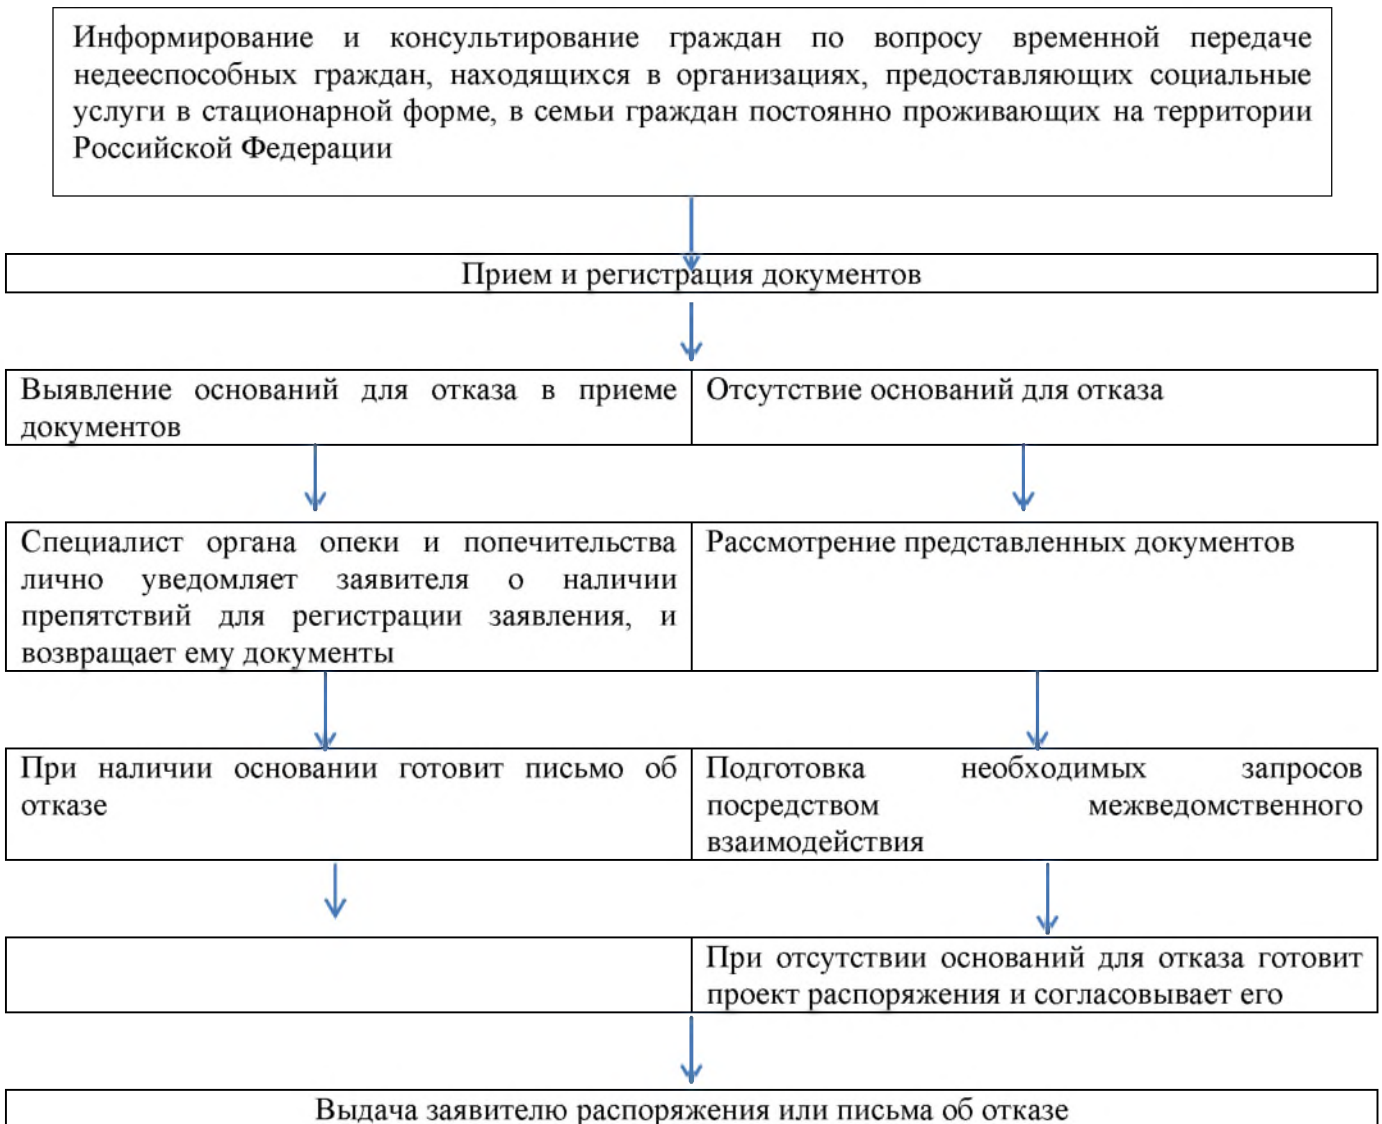 Информирование и консультирование граждан по вопросу временной передаче
недееспособных граждан, находящихся в организациях, предоставляющих социальные
услуги в стационарной форме, в семьи граждан постоянно проживающих на территории
Российской Федерации
Прием и регистрация документов
Выявление оснований для отказа в приеме
документов
Отсутствие оснований для отказа
Специалист органа опеки и попечительства
лично уведомляет заявителя о наличии
препятствий для регистрации заявления, и
возвращает ему документы
Рассмотрение представленных документов
При наличии основании готовит письмо об
отказе
Подготовка необходимых запросов
посредством межведомственного
взаимодействия
При отсутствии оснований для отказа готовит
проект распоряжения и согласовывает его
Выдача заявителю распоряжения или письма об отказе